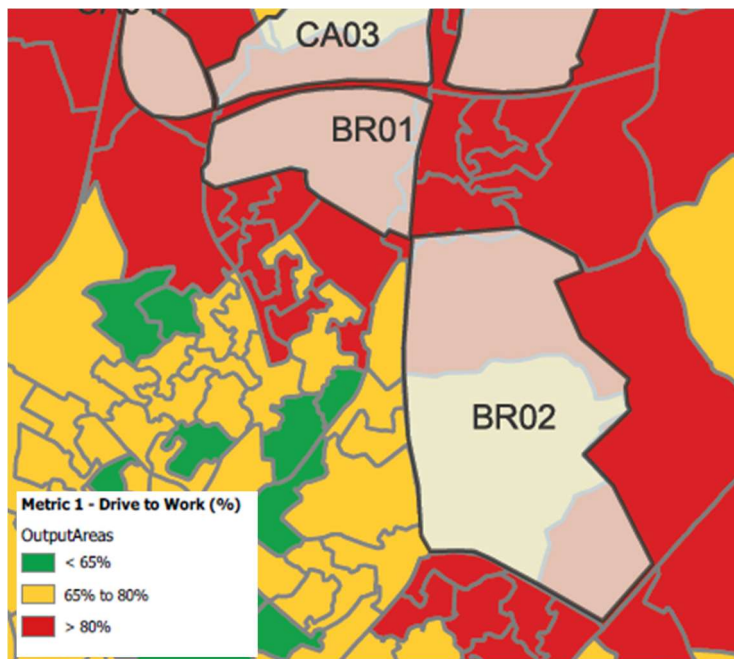 CA03
BR01
BR02
Metric 1 - Drive to Work (%)
OutputAreas
< 65%
65% to 80%
> 80%